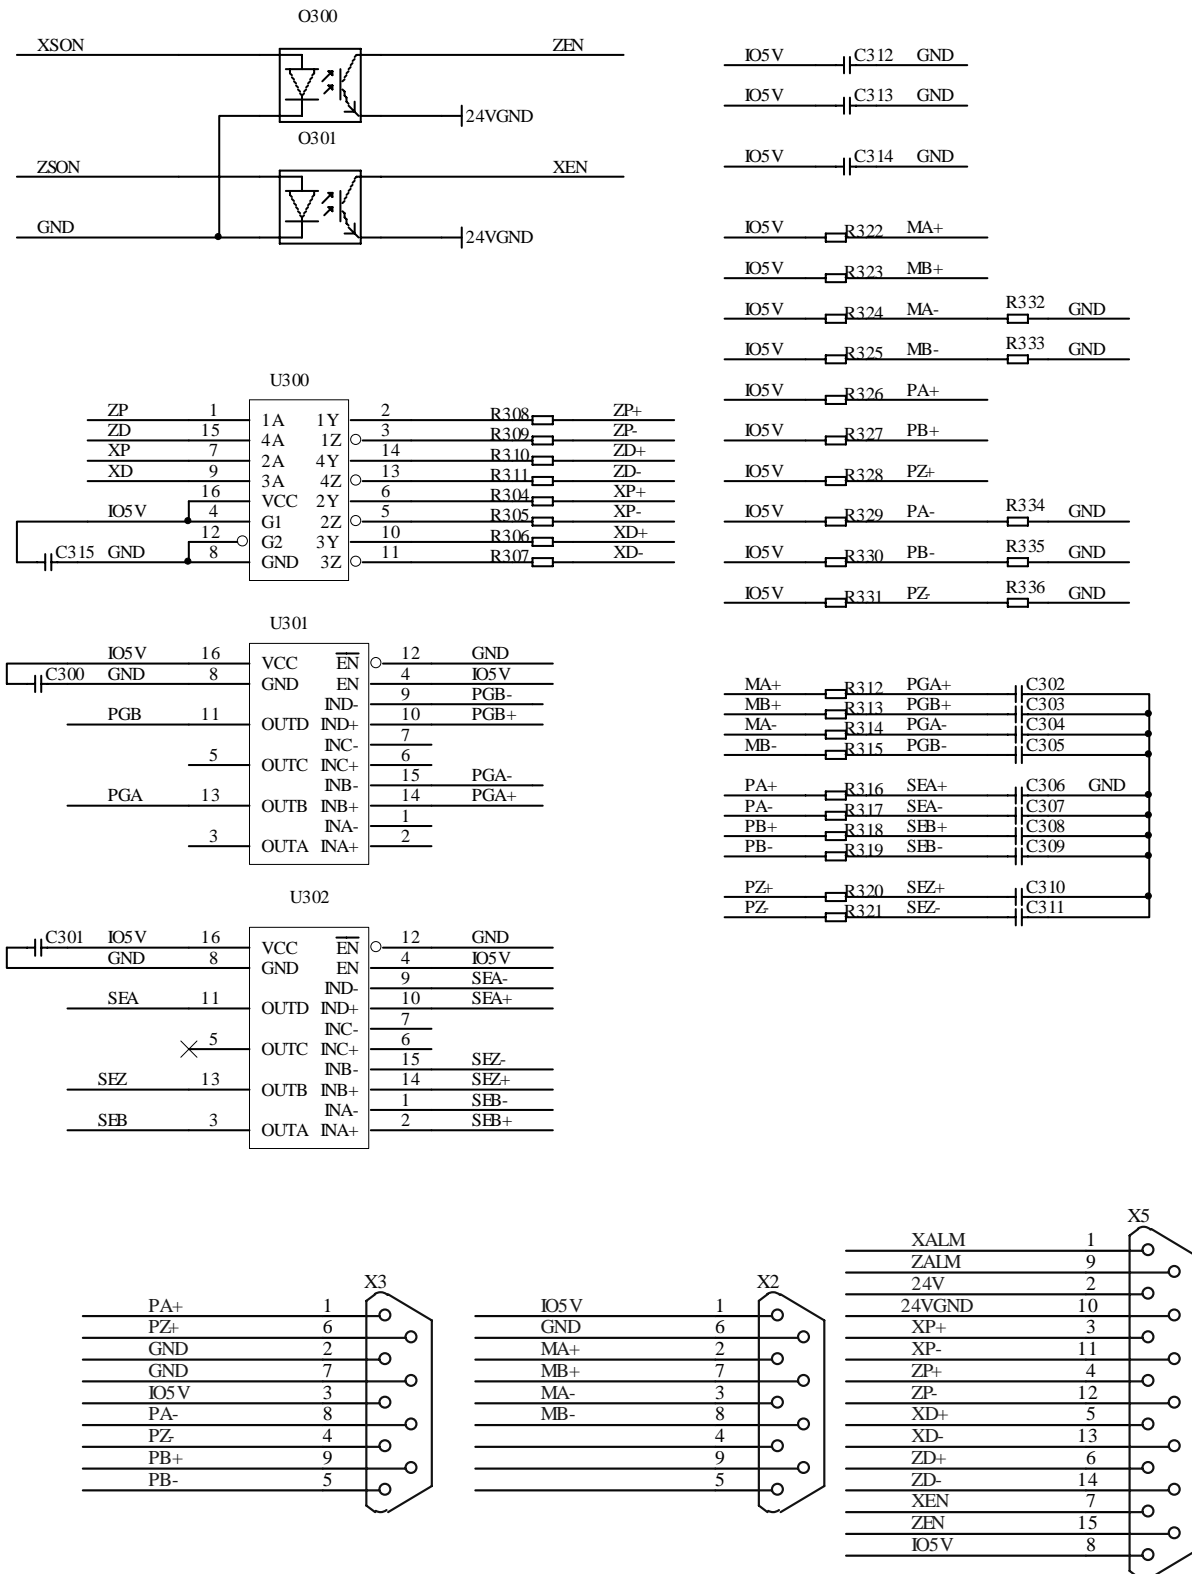 O300
XSON ZEN
24VGND
O301
ZSON XEN
GND 24VGND
IO5V C312 GND
IO5V C313 GND
IO5V C314 GND
IO5V R322 MA+
IO5V R323 MB+
IO5V R324 MA- R332 GND
IO5V R325 MB- R333 GND
IO5V R326 PA+
IO5V R327 PB+
IO5V R328 PZ+
IO5V R329 PA- R334 GND
IO5V R330 PB- R335 GND
IO5V R331 PZ- R336 GND
U300
ZP 1 1A 1Y 2 R308 ZP+
ZD 15 4A 1Z 3 R309 ZP-
XP 7 2A 4Y 14 R310 ZD+
XD 9 3A 4Z 13 R311 ZD-
16 VCC 2Y 6 R304 XP+
IO5V 4 G1 2Z 5 R305 XP-
12 G2 3Y 10 R306 XD+
C315 GND 8 GND 3Z 11 R307 XD-
U301
IO5V 16 VCC EN 12 GND
C300 GND 8 GND EN 4 IO5V
IND- 9 PGB-
PGB 11 OUTD IND+ 10 PGB+
INC- 7
5 OUTC INC+ 6
INB- 15 PGA-
PGA 13 OUTB INB+ 14 PGA+
INA- 1
3 OUTA INA+ 2
MA+ R312 PGA+ C302
MB+ R313 PGB+ C303
MA- R314 PGA- C304
MB- R315 PGB- C305
PA+ R316 SEA+ C306 GND
PA- R317 SEA- C307
PB+ R318 SEB+ C308
PB- R319 SEB- C309
PZ+ R320 SEZ+ C310
PZ- R321 SEZ- C311
U302
C301 IO5V 16 VCC EN 12 GND
GND 8 GND EN 4 IO5V
IND- 9 SEA-
SEA 11 OUTD IND+ 10 SEA+
INC- 7
5 OUTC INC+ 6
INB- 15 SEZ-
SEZ 13 OUTB INB+ 14 SEZ+
INA- 1 SEB-
SEB 3 OUTA INA+ 2 SEB+
X3
PA+ 1
PZ+ 6
GND 2
GND 7
IO5V 3
PA- 8
PZ- 4
PB+ 9
PB- 5
X2
IO5V 1
GND 6
MA+ 2
MB+ 7
MA- 3
MB- 8
4
9
5
X5
XALM 1
ZALM 9
24V 2
24VGND 10
XP+ 3
XP- 11
ZP+ 4
ZP- 12
XD+ 5
XD- 13
ZD+ 6
ZD- 14
XEN 7
ZEN 15
IO5V 8